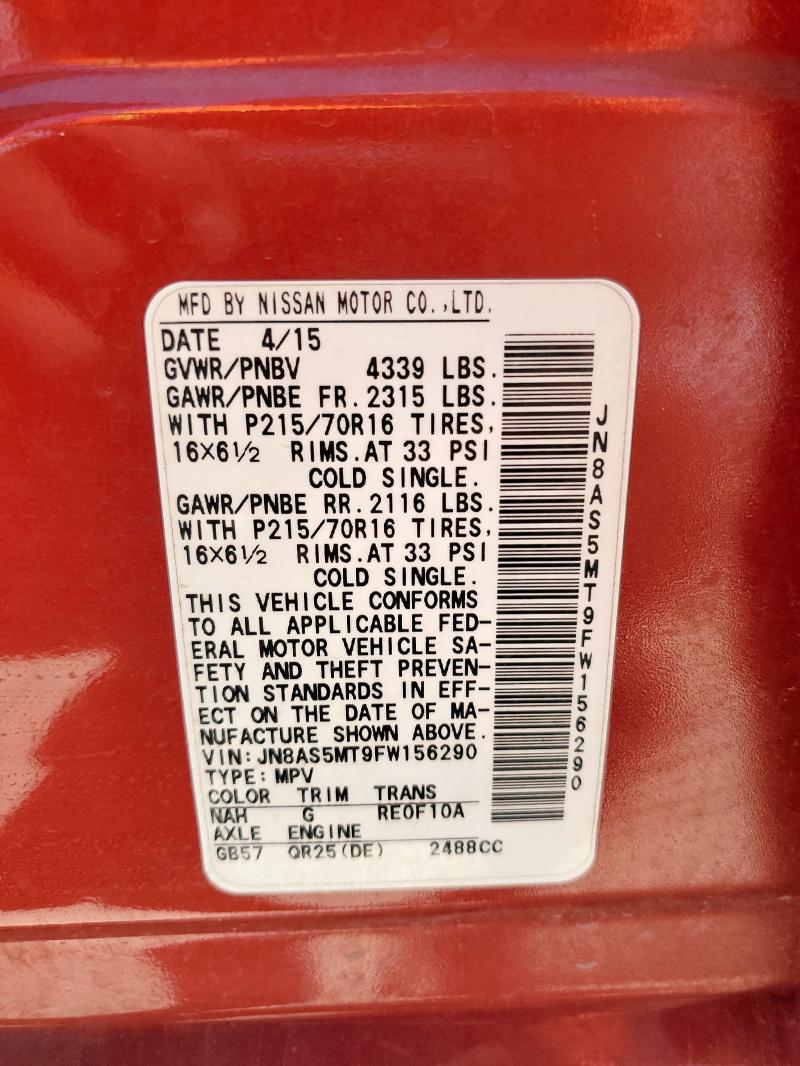 MFD BY NISSAN MOTOR CO.,LTD.
DATE 4/15
GVWR/PNBV 4339 LBS.
GAWR/PNBE FR.2315 LBS.
WITH P215/70R16 TIRES,
16X6½ RIMS.AT 33 PSI
COLD SINGLE.
GAWR/PNBE RR.2116 LBS.
WITH P215/70R16 TIRES,
16X6½ RIMS.AT 33 PSI
COLD SINGLE.
THIS VEHICLE CONFORMS
TO ALL APPLICABLE FED-
ERAL MOTOR VEHICLE SA-
FETY AND THEFT PREVEN-
TION STANDARDS IN EFF-
ECT ON THE DATE OF MA-
NUFACTURE SHOWN ABOVE.
VIN:JN8AS5MT9FW156290
TYPE:MPV
COLOR TRIM TRANS
NAH G RE0F10A
AXLE ENGINE
GB57 QR25(DE) 2488CC
JN8AS5MT9FW156290